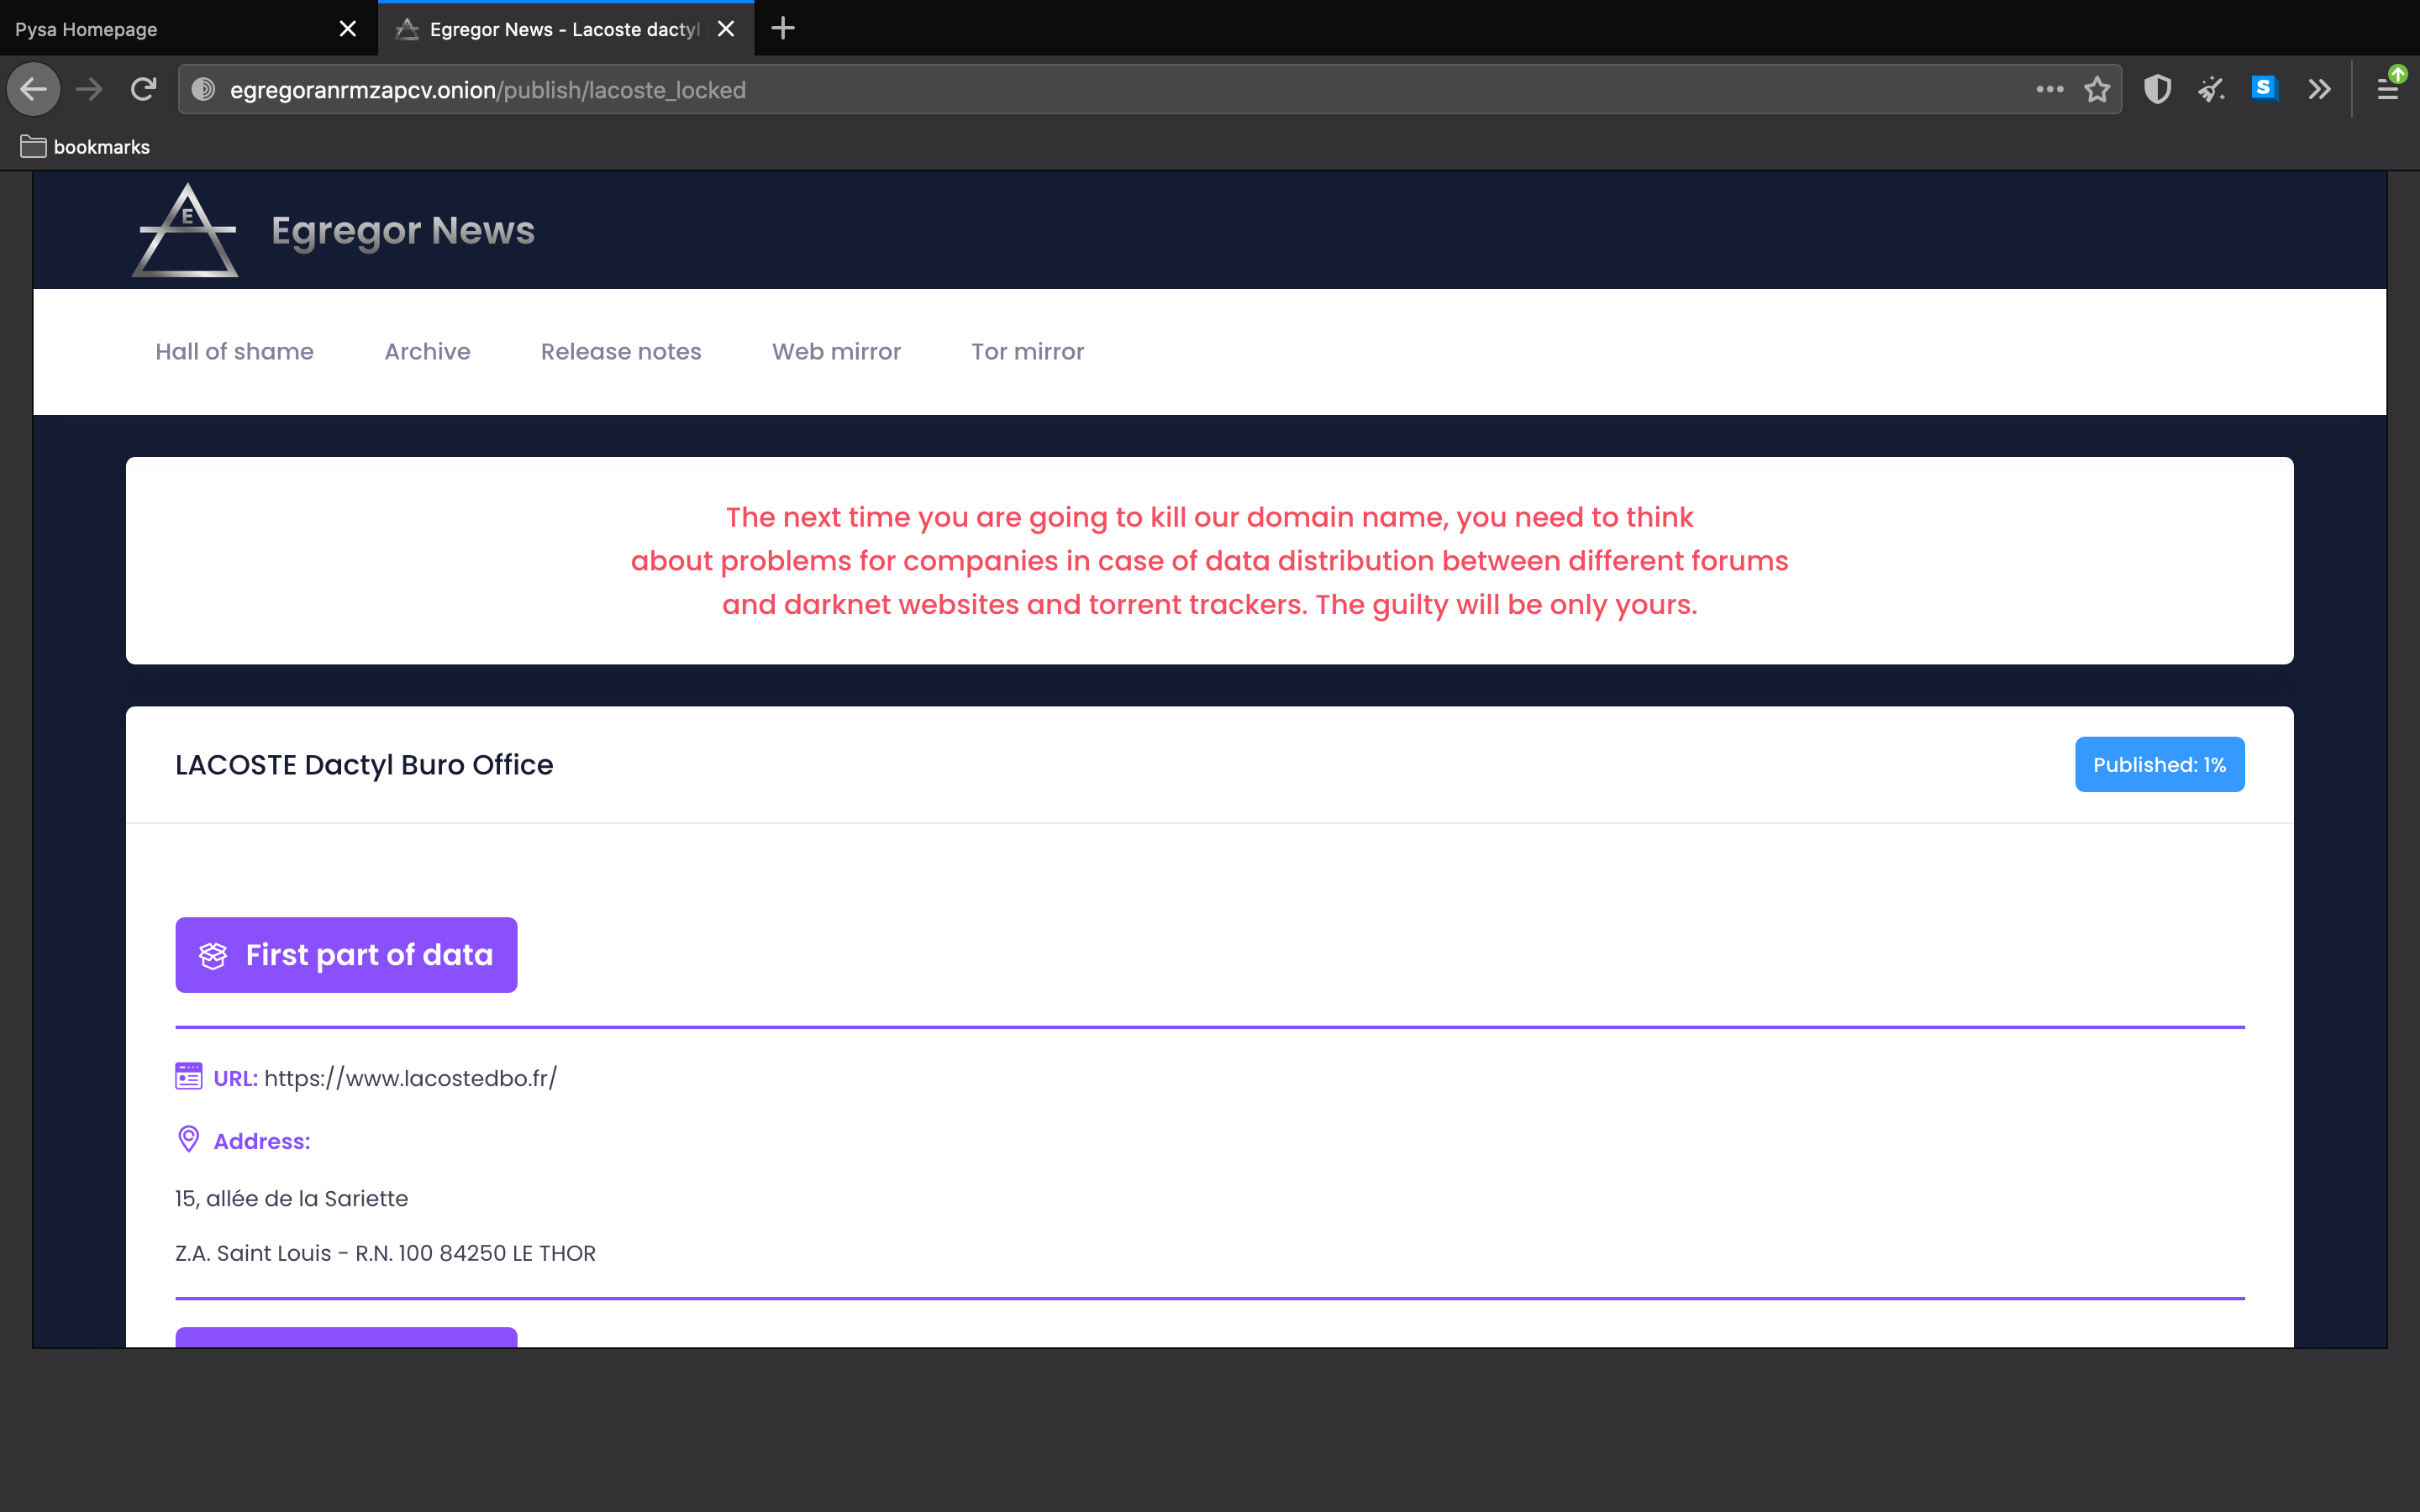 Pysa Homepage
Egregor News - Lacoste dactyl
egregoranrmzapcv.onion/publish/lacoste_locked
S
bookmarks
E
Egregor News
Hall of shame Archive Release notes Web mirror Tor mirror
The next time you are going to kill our domain name, you need to think
about problems for companies in case of data distribution between different forums
and darknet websites and torrent trackers. The guilty will be only yours.
LACOSTE Dactyl Buro Office
Published: 1%
First part of data
URL: https://www.lacostedbo.fr/
Address:
15, allée de la Sariette
Z.A. Saint Louis - R.N. 100 84250 LE THOR